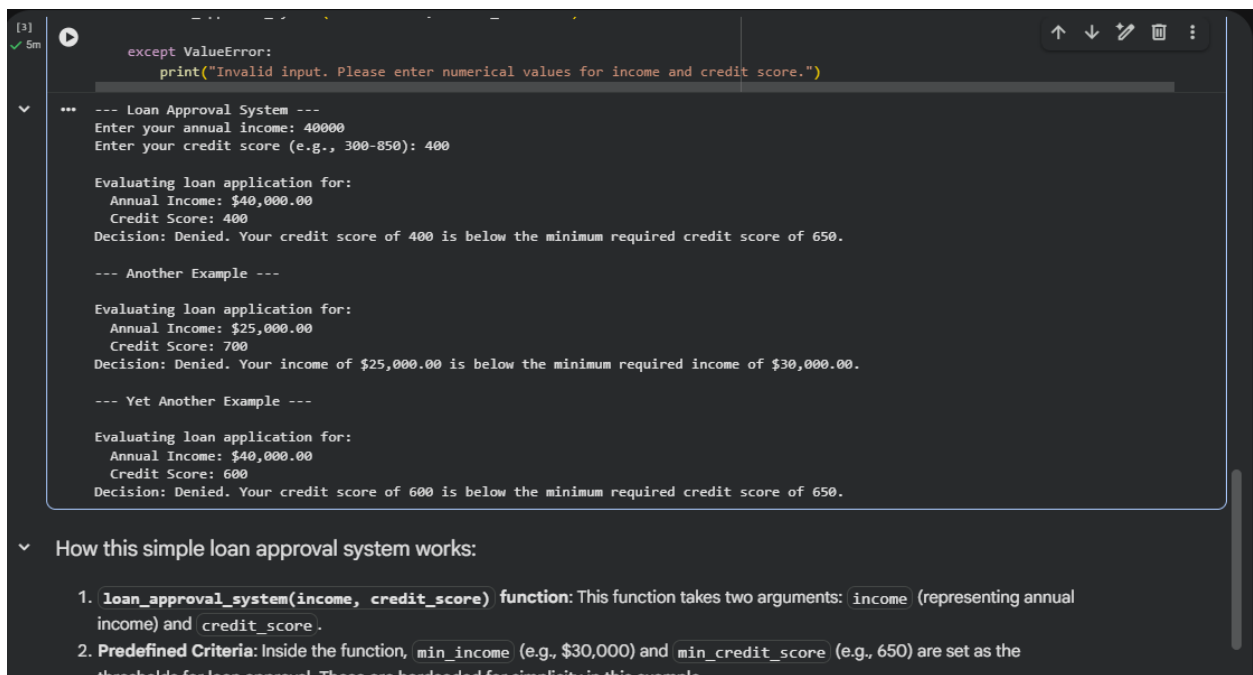 [3]
5m
except ValueError:
print("Invalid input. Please enter numerical values for income and credit score.")
--- Loan Approval System ---
Enter your annual income: 40000
Enter your credit score (e.g., 300-850): 400
Evaluating loan application for:
Annual Income: $40,000.00
Credit Score: 400
Decision: Denied. Your credit score of 400 is below the minimum required credit score of 650.
--- Another Example ---
Evaluating loan application for:
Annual Income: $25,000.00
Credit Score: 700
Decision: Denied. Your income of $25,000.00 is below the minimum required income of $30,000.00.
--- Yet Another Example ---
Evaluating loan application for:
Annual Income: $40,000.00
Credit Score: 600
Decision: Denied. Your credit score of 600 is below the minimum required credit score of 650.
How this simple loan approval system works:
1. loan_approval_system(income, credit_score) function: This function takes two arguments: income (representing annual
income) and credit_score.
2. Predefined Criteria: Inside the function, min_income (e.g., $30,000) and min_credit_score (e.g., 650) are set as the